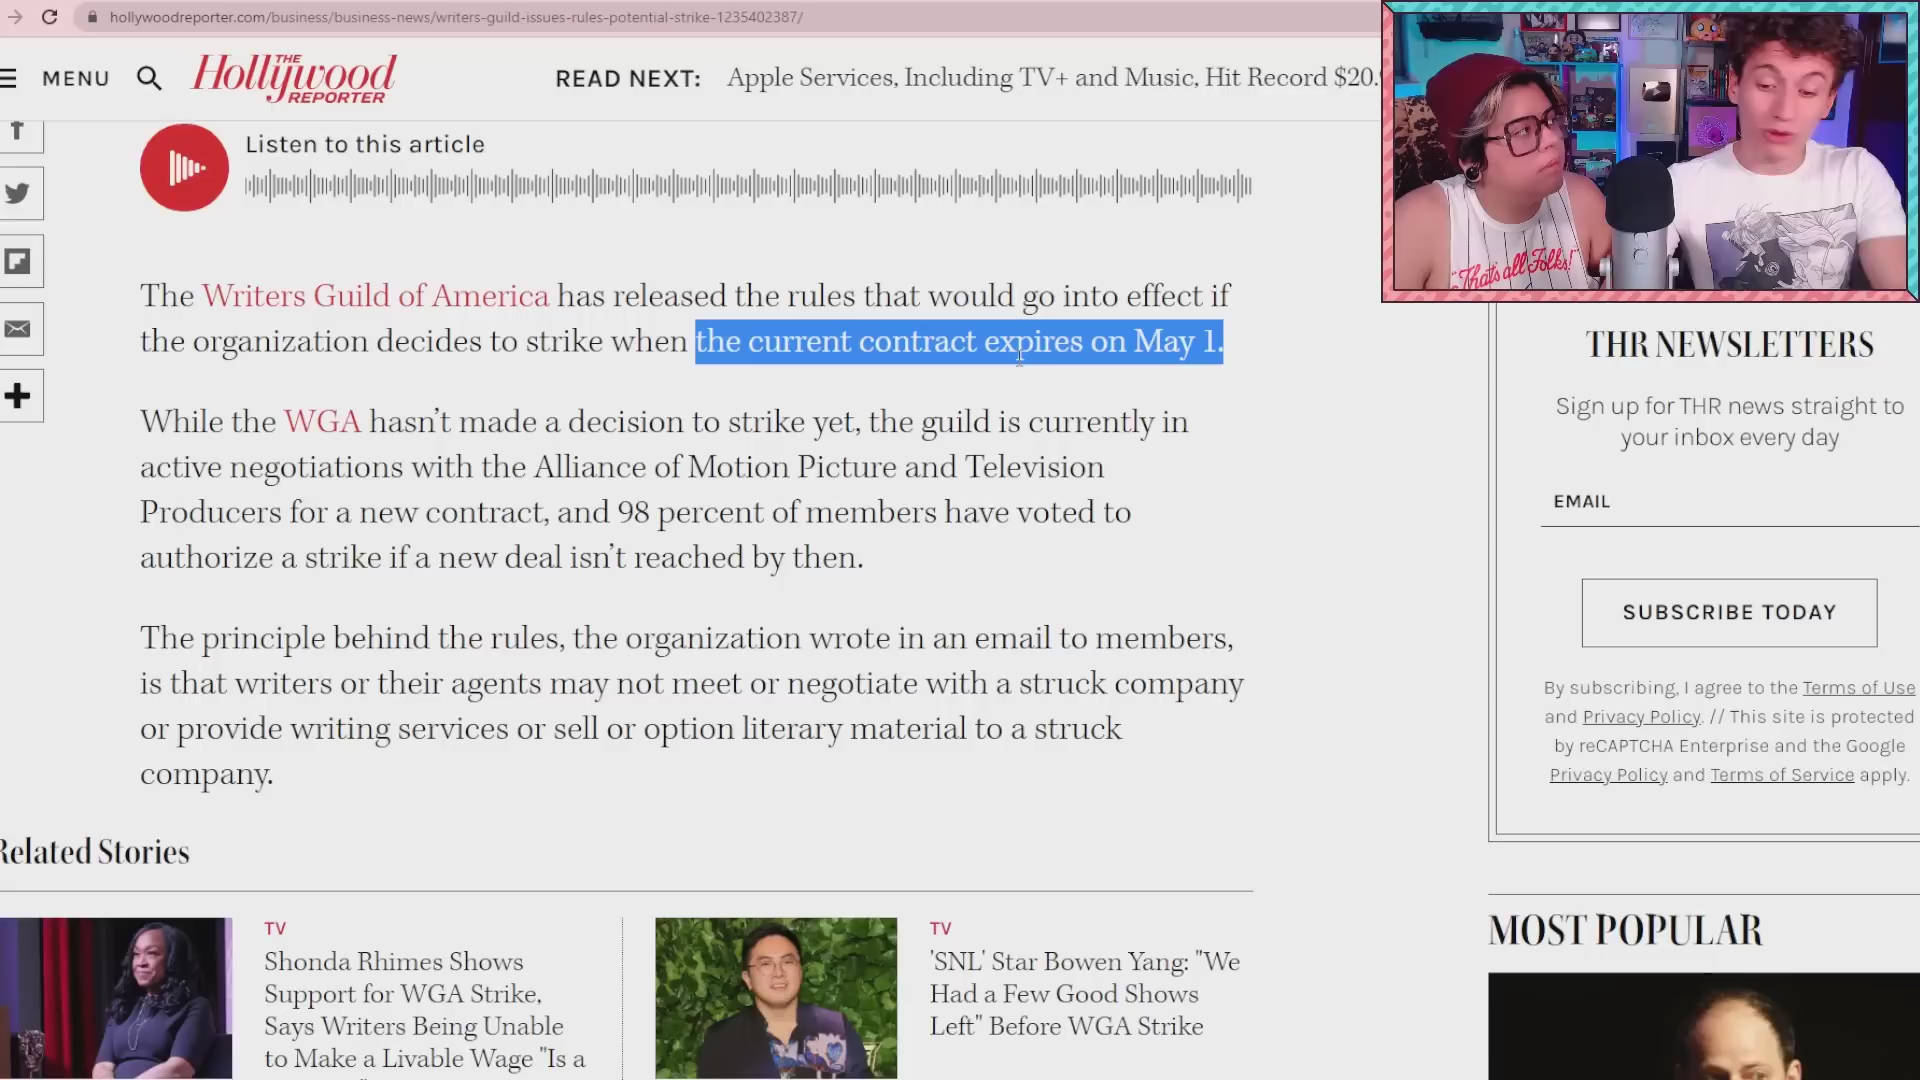 hollywoodreporter.com/business/business-news/writers-guild-issues-rules-potential-strike-1235402387/
MENU
THE
Hollywood
REPORTER
READ NEXT: Apple Services, Including TV+ and Music, Hit Record $20.
Listen to this article
"That's all Folks!"
The Writers Guild of America has released the rules that would go into effect if
the organization decides to strike when the current contract expires on May 1.
While the WGA hasn’t made a decision to strike yet, the guild is currently in
active negotiations with the Alliance of Motion Picture and Television
Producers for a new contract, and 98 percent of members have voted to
authorize a strike if a new deal isn’t reached by then.
The principle behind the rules, the organization wrote in an email to members,
is that writers or their agents may not meet or negotiate with a struck company
or provide writing services or sell or option literary material to a struck
company.
Related Stories
TV
Shonda Rhimes Shows
Support for WGA Strike,
Says Writers Being Unable
to Make a Livable Wage "Is a
TV
'SNL' Star Bowen Yang: "We
Had a Few Good Shows
Left" Before WGA Strike
THR NEWSLETTERS
Sign up for THR news straight to
your inbox every day
EMAIL
SUBSCRIBE TODAY
By subscribing, I agree to the Terms of Use
and Privacy Policy. // This site is protected
by reCAPTCHA Enterprise and the Google
Privacy Policy and Terms of Service apply.
MOST POPULAR